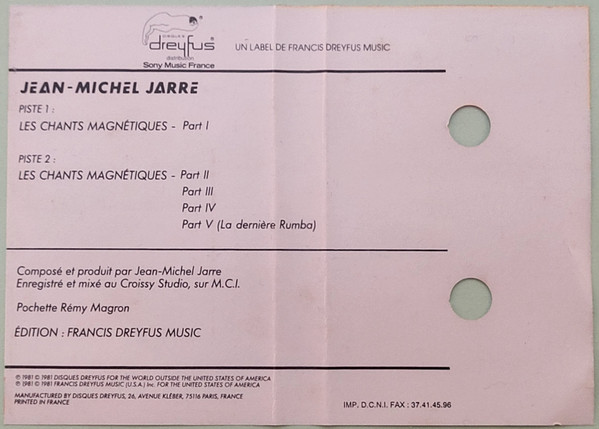 DISQUES
dreyfus®
distribution
Sony Music France
UN LABEL DE FRANCIS DREYFUS MUSIC
JEAN-MICHEL JARRE
PISTE 1 :
LES CHANTS MAGNÉTIQUES - Part I
PISTE 2 :
LES CHANTS MAGNÉTIQUES - Part II
Part III
Part IV
Part V (La dernière Rumba)
Composé et produit par Jean-Michel Jarre
Enregistré et mixé au Croissy Studio, sur M.C.I.
Pochette Rémy Magron
ÉDITION : FRANCIS DREYFUS MUSIC
℗ 1981 © 1981 DISQUES DREYFUS FOR THE WORLD OUTSIDE THE UNITED STATES OF AMERICA
℗ 1981 © 1981 FRANCIS DREYFUS MUSIC (U.S.A.) Inc. FOR THE UNITED STATES OF AMERICA
MANUFACTURED BY DISQUES DREYFUS, 26, AVENUE KLÉBER, 75116 PARIS, FRANCE
PRINTED IN FRANCE
IMP. D.C.N.I. FAX : 37.41.45.96